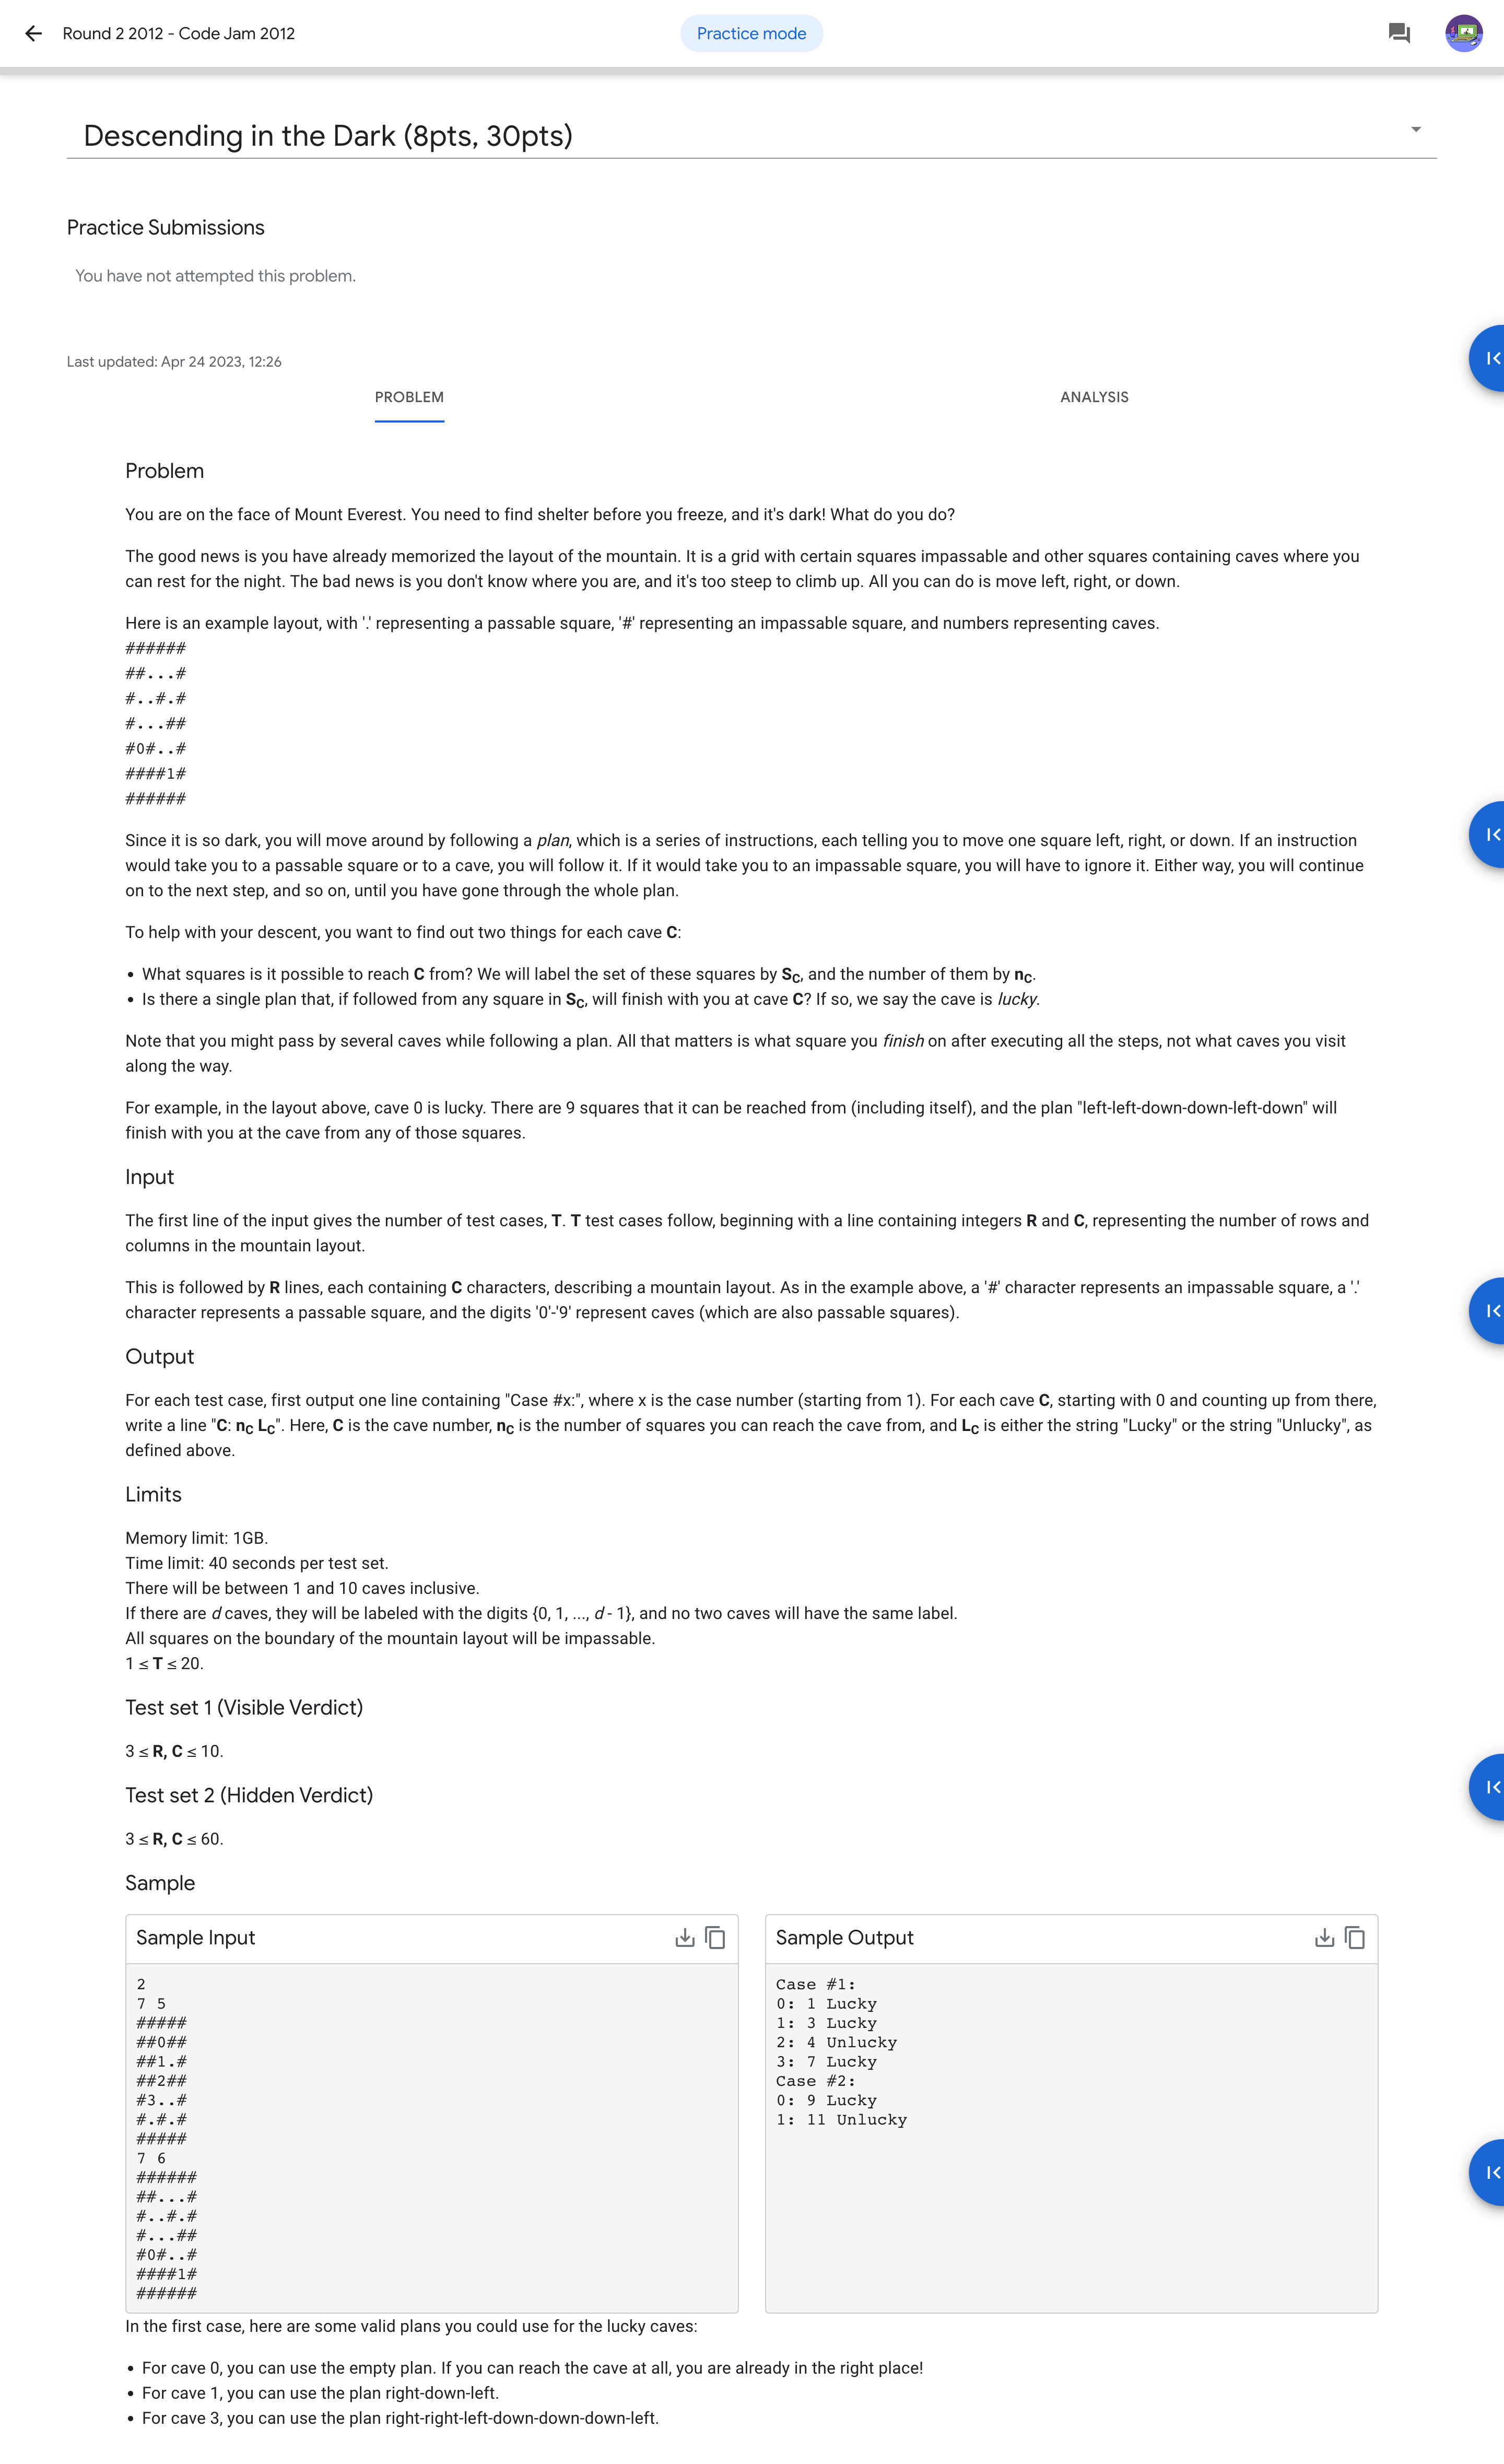 Round 2 2012 - Code Jam 2012
Practice mode
Descending in the Dark (8pts, 30pts)
Practice Submissions
You have not attempted this problem.
Last updated: Apr 24 2023, 12:26
PROBLEM
ANALYSIS
Problem
You are on the face of Mount Everest. You need to find shelter before you freeze, and it's dark! What do you do?
The good news is you have already memorized the layout of the mountain. It is a grid with certain squares impassable and other squares containing caves where you
can rest for the night. The bad news is you don't know where you are, and it's too steep to climb up. All you can do is move left, right, or down.
Here is an example layout, with '.' representing a passable square, '#' representing an impassable square, and numbers representing caves.
######
##...#
#..#.#
#...##
#0#..#
####1#
######
Since it is so dark, you will move around by following a plan, which is a series of instructions, each telling you to move one square left, right, or down. If an instruction
would take you to a passable square or to a cave, you will follow it. If it would take you to an impassable square, you will have to ignore it. Either way, you will continue
on to the next step, and so on, until you have gone through the whole plan.
To help with your descent, you want to find out two things for each cave C:
• What squares is it possible to reach C from? We will label the set of these squares by SC, and the number of them by nC.
• Is there a single plan that, if followed from any square in SC, will finish with you at cave C? If so, we say the cave is lucky.
Note that you might pass by several caves while following a plan. All that matters is what square you finish on after executing all the steps, not what caves you visit
along the way.
For example, in the layout above, cave 0 is lucky. There are 9 squares that it can be reached from (including itself), and the plan "left-left-down-down-left-down" will
finish with you at the cave from any of those squares.
Input
The first line of the input gives the number of test cases, T. T test cases follow, beginning with a line containing integers R and C, representing the number of rows and
columns in the mountain layout.
This is followed by R lines, each containing C characters, describing a mountain layout. As in the example above, a '#' character represents an impassable square, a '.'
character represents a passable square, and the digits '0'-'9' represent caves (which are also passable squares).
Output
For each test case, first output one line containing "Case #x:", where x is the case number (starting from 1). For each cave C, starting with 0 and counting up from there,
write a line "C: nC LC". Here, C is the cave number, nC is the number of squares you can reach the cave from, and LC is either the string "Lucky" or the string "Unlucky", as
defined above.
Limits
Memory limit: 1GB.
Time limit: 40 seconds per test set.
There will be between 1 and 10 caves inclusive.
If there are d caves, they will be labeled with the digits {0, 1, ..., d - 1}, and no two caves will have the same label.
All squares on the boundary of the mountain layout will be impassable.
1 ≤ T ≤ 20.
Test set 1 (Visible Verdict)
3 ≤ R, C ≤ 10.
Test set 2 (Hidden Verdict)
3 ≤ R, C ≤ 60.
Sample
Sample Input
2
7 5
#####
##0##
##1.#
##2##
#3..#
#.#.#
#####
7 6
######
##...#
#..#.#
#...##
#0#..#
####1#
######
Sample Output
Case #1:
0: 1 Lucky
1: 3 Lucky
2: 4 Unlucky
3: 7 Lucky
Case #2:
0: 9 Lucky
1: 11 Unlucky
In the first case, here are some valid plans you could use for the lucky caves:
• For cave 0, you can use the empty plan. If you can reach the cave at all, you are already in the right place!
• For cave 1, you can use the plan right-down-left.
• For cave 3, you can use the plan right-right-left-down-down-down-left.